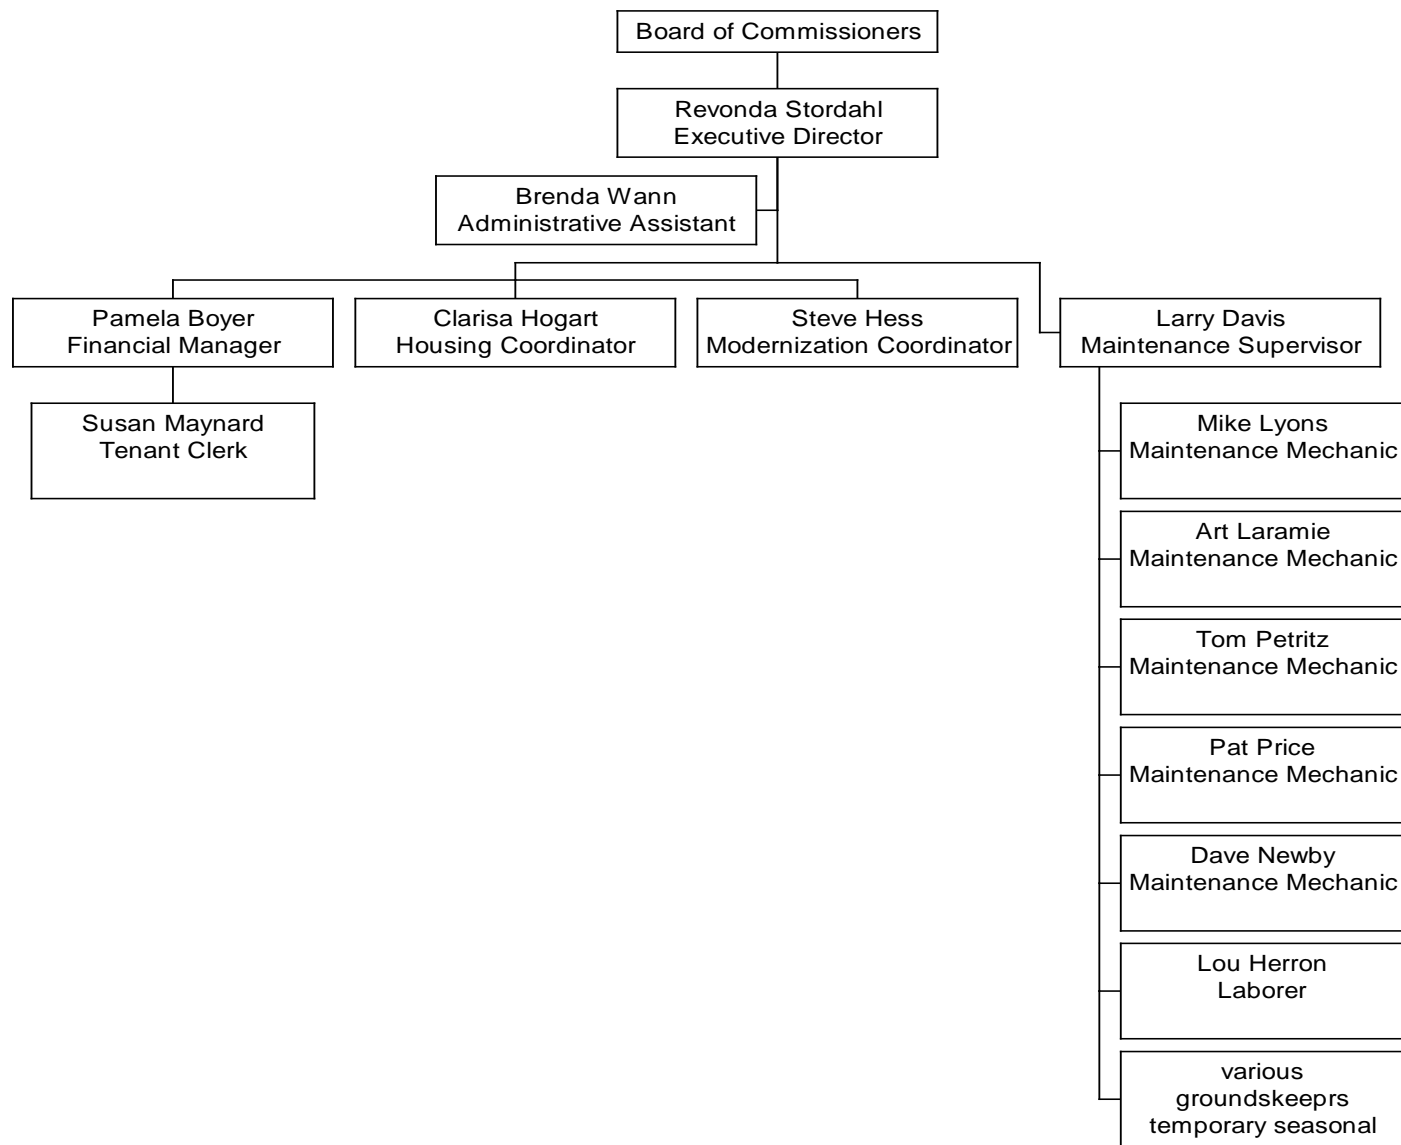 Board of Commissioners
Revonda Stordahl
Executive Director
Brenda Wann
Administrative Assistant
Pamela Boyer
Financial Manager
Clarisa Hogart
Housing Coordinator
Steve Hess
Modernization Coordinator
Larry Davis
Maintenance Supervisor
Susan Maynard
Tenant Clerk
Mike Lyons
Maintenance Mechanic
Art Laramie
Maintenance Mechanic
Tom Petritz
Maintenance Mechanic
Pat Price
Maintenance Mechanic
Dave Newby
Maintenance Mechanic
Lou Herron
Laborer
various
groundskeeprs
temporary seasonal